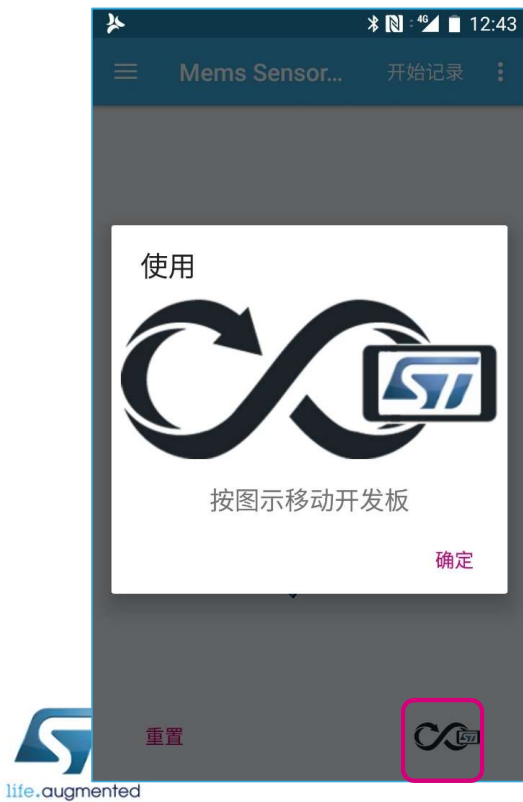 4G 12:43
Mems Sensor... 开始记录
使用
ST
按图示移动开发板
确定
重置
ST
life.augmented